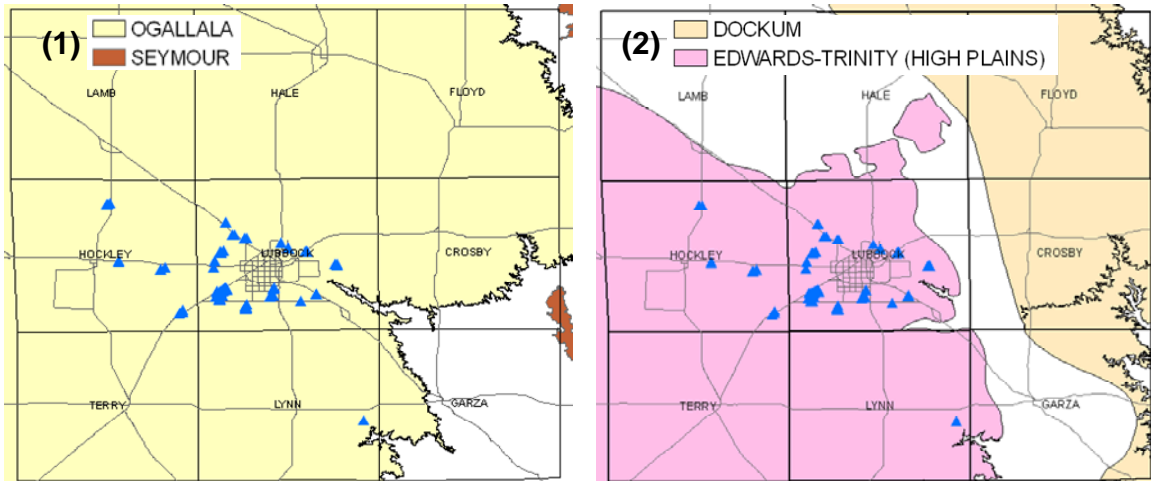 (1)
OGALLALA
SEYMOUR
LAMB
HALE
FLOYD
HOCKLEY
LUBBOCK
CROSBY
TERRY
LYNN
GARZA
(2)
DOCKUM
EDWARDS-TRINITY (HIGH PLAINS)
LAMB
HALE
FLOYD
HOCKLEY
LUBBOCK
CROSBY
TERRY
LYNN
GARZA